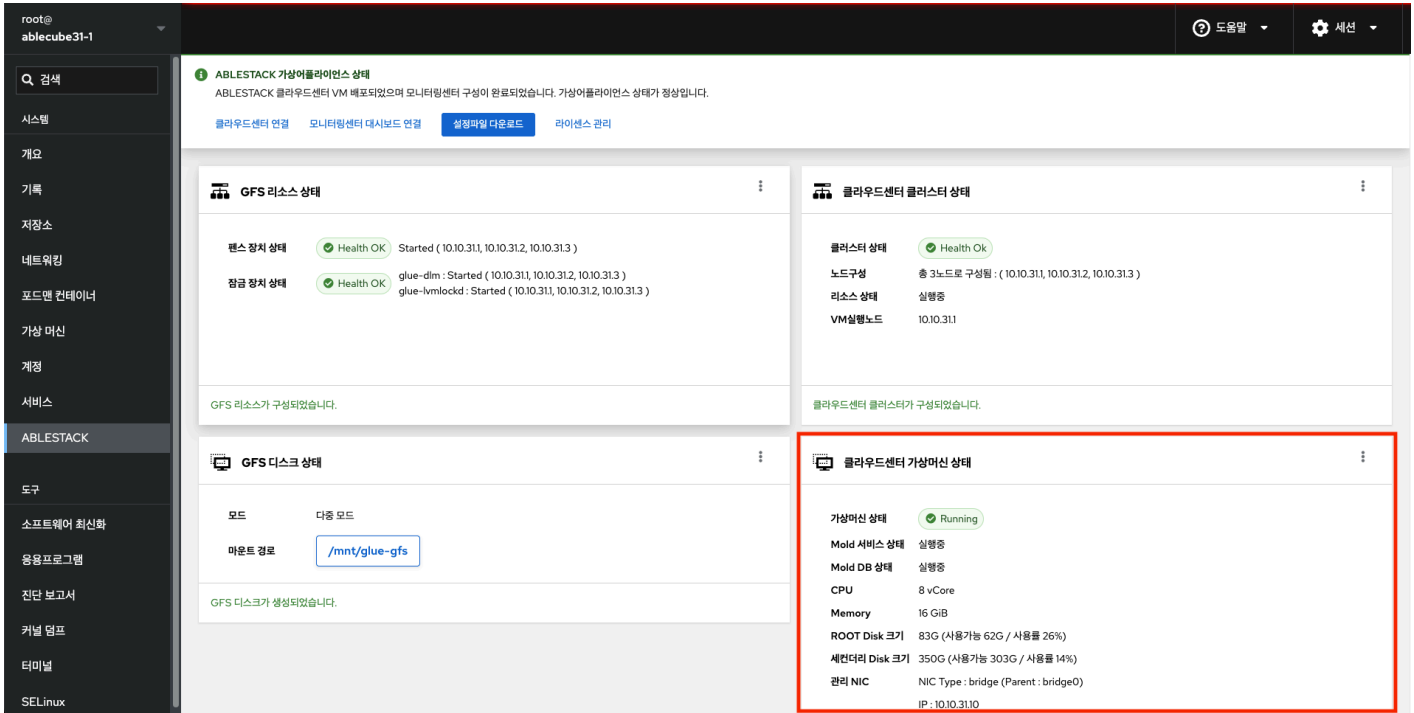 root@
ablecube31-1
도움말
세션
검색
시스템
개요
기록
저장소
네트워킹
포드맨 컨테이너
가상 머신
계정
서비스
ABLESTACK
도구
소프트웨어 최신화
응용프로그램
진단 보고서
커널 덤프
터미널
SELinux
ABLESTACK 가상어플라이언스 상태
ABLESTACK 클라우드센터 VM 배포되었으며 모니터링센터 구성이 완료되었습니다. 가상어플라이언스 상태가 정상입니다.
클라우드센터 연결 모니터링센터 대시보드 연결 설정파일 다운로드 라이센스 관리
GFS 리소스 상태
펜스 장치 상태 Health OK Started ( 10.10.31.1, 10.10.31.2, 10.10.31.3 )
잠금 장치 상태 Health OK glue-dlm : Started ( 10.10.31.1, 10.10.31.2, 10.10.31.3 )
glue-lvmlockd : Started ( 10.10.31.1, 10.10.31.2, 10.10.31.3 )
GFS 리소스가 구성되었습니다.
클라우드센터 클러스터 상태
클러스터 상태 Health Ok
노드구성 총 3노드로 구성됨 : ( 10.10.31.1, 10.10.31.2, 10.10.31.3 )
리소스 상태 실행중
VM실행노드 10.10.31.1
클라우드센터 클러스터가 구성되었습니다.
GFS 디스크 상태
모드 다중 모드
마운트 경로 /mnt/glue-gfs
GFS 디스크가 생성되었습니다.
클라우드센터 가상머신 상태
가상머신 상태 Running
Mold 서비스 상태 실행중
Mold DB 상태 실행중
CPU 8 vCore
Memory 16 GiB
ROOT Disk 크기 83G (사용가능 62G / 사용률 26%)
세컨더리 Disk 크기 350G (사용가능 303G / 사용률 14%)
관리 NIC NIC Type : bridge (Parent : bridge0)
IP : 10.10.31.10